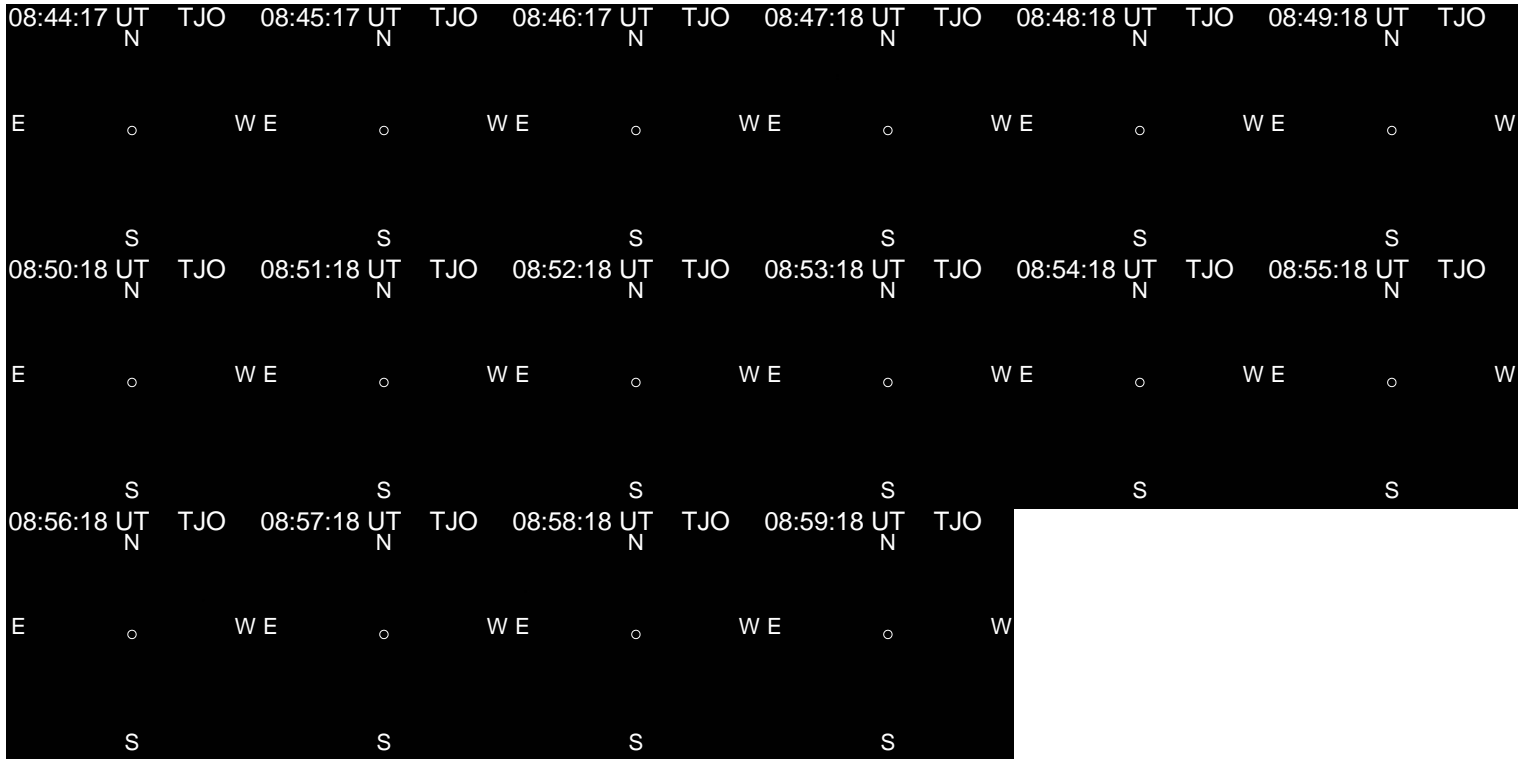 08:44:17 UT TJO 08:45:17 UT TJO 08:46:17 UT TJO 08:47:18 UT TJO 08:48:18 UT TJO 08:49:18 UT TJO
N N N N N N
E W E W E W E W E W E W
S S S S S S
08:50:18 UT TJO 08:51:18 UT TJO 08:52:18 UT TJO 08:53:18 UT TJO 08:54:18 UT TJO 08:55:18 UT TJO
N N N N N N
E W E W E W E W E W E W
S S S S S S
08:56:18 UT TJO 08:57:18 UT TJO 08:58:18 UT TJO 08:59:18 UT TJO
N N N N
E W E W E W E W
S S S S